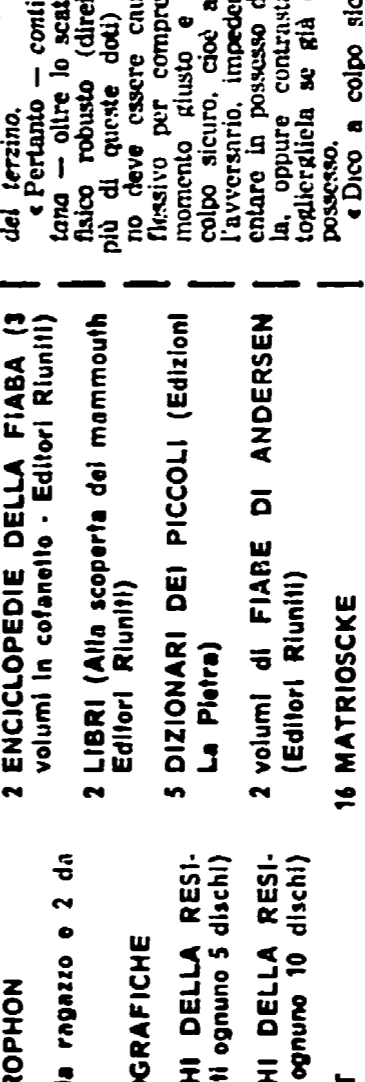 ROPHON
a ragazzo e 2 da
GRAFICHE
HI DELLA RESI-
ti ognuno 5 dischi)
HI DELLA RESI-
ognuno 10 dischi)
2 ENCICLOPEDIE DELLA FIABA (3
volumi in cofanetto - Editori Riuniti)
2 LIBRI (Alla scoperta dei mammouth
Editori Riuniti)
5 DIZIONARI DEI PICCOLI (Edizioni
La Pietra)
2 volumi di FIABE DI ANDERSEN
(Editori Riuniti)
16 MATRIOSCKE
del terzino.
« Pertanto — conti
tana — oltre lo scat
fisico robusto (diret
più di queste doti)
no deve essere cau
flessivo per compre
momento giusto e
colpo sicuro, cioè a
l'avversario, impeder
entare in possesso d
la, oppure contrasta
togliergliela se già
possesso.
« Dico a colpo sic